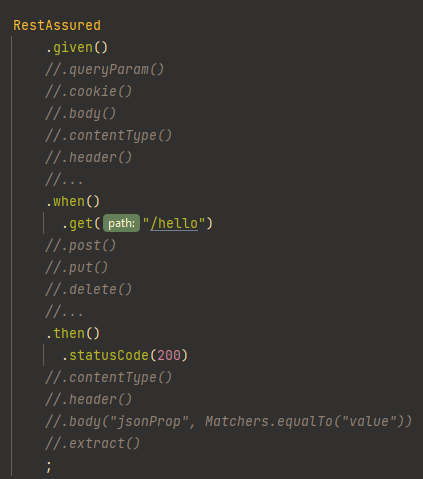 RestAssured
.given()
//.queryParam()
//.cookie()
//.body()
//.contentType()
//.header()
//...
.when()
.get( path: "/hello")
//.post()
//.put()
//.delete()
//...
.then()
.statusCode(200)
//.contentType()
//.header()
//.body("jsonProp", Matchers.equalTo("value"))
//.extract()
;